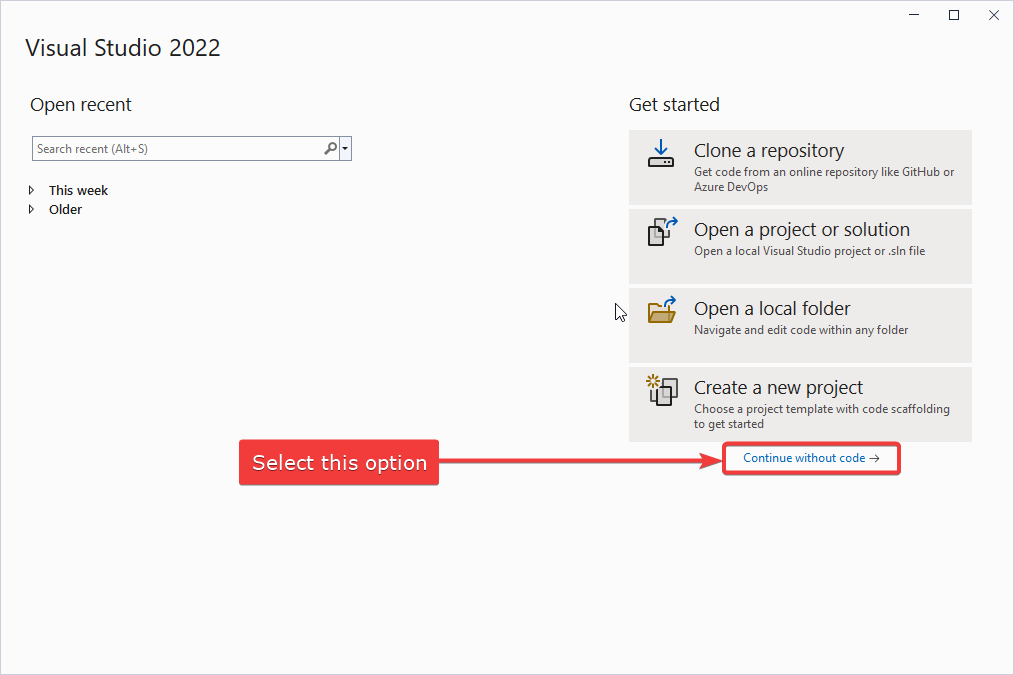 Visual Studio 2022
Open recent
Search recent (Alt+S)
This week
Older
Get started
Clone a repository
Get code from an online repository like GitHub or
Azure DevOps
Open a project or solution
Open a local Visual Studio project or .sln file
Open a local folder
Navigate and edit code within any folder
Create a new project
Choose a project template with code scaffolding
to get started
Select this option
Continue without code →